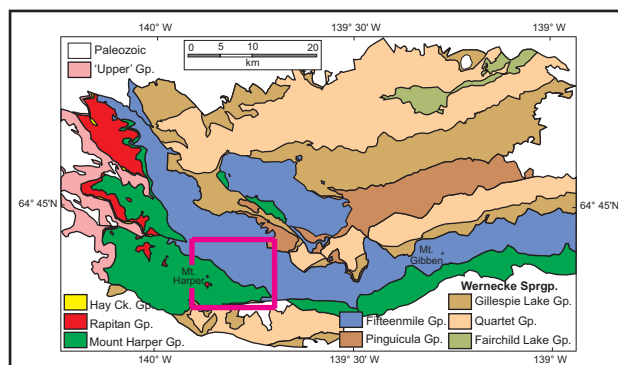 140° W 139° 30'W 139° W
Paleozoic
'Upper' Gp.
0 5 10 20
km
64° 45'N
64° 45'N
Mt. Harper
Mt. Gibben
Hay Ck. Gp.
Rapitan Gp.
Mount Harper Gp.
Fifteenmile Gp.
Pinguicula Gp.
Wernecke Sprgp.
Gillespie Lake Gp.
Quartet Gp.
Fairchild Lake Gp.
140° W 139° 30'W 139° W